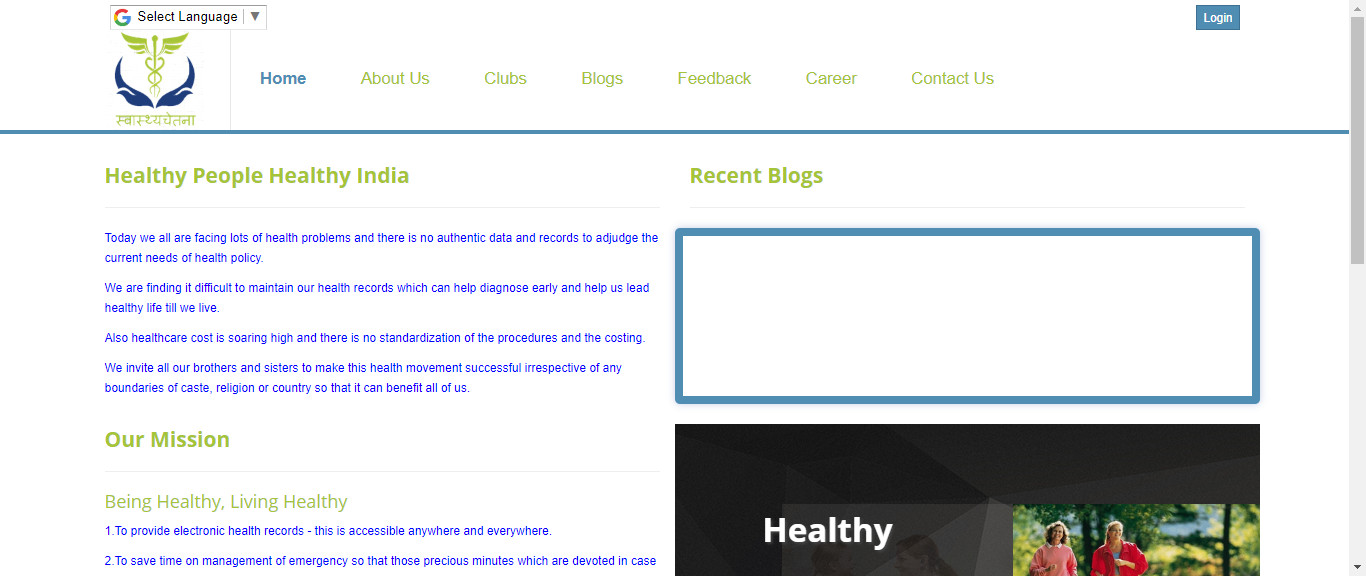 Select Language ▼
Login
स्वास्थ्यचेतना
Home About Us Clubs Blogs Feedback Career Contact Us
Healthy People Healthy India
Today we all are facing lots of health problems and there is no authentic data and records to adjudge the
current needs of health policy.
We are finding it difficult to maintain our health records which can help diagnose early and help us lead
healthy life till we live.
Also healthcare cost is soaring high and there is no standardization of the procedures and the costing.
We invite all our brothers and sisters to make this health movement successful irrespective of any
boundaries of caste, religion or country so that it can benefit all of us.
Our Mission
Being Healthy, Living Healthy
1.To provide electronic health records - this is accessible anywhere and everywhere.
2.To save time on management of emergency so that those precious minutes which are devoted in case
Recent Blogs
Healthy